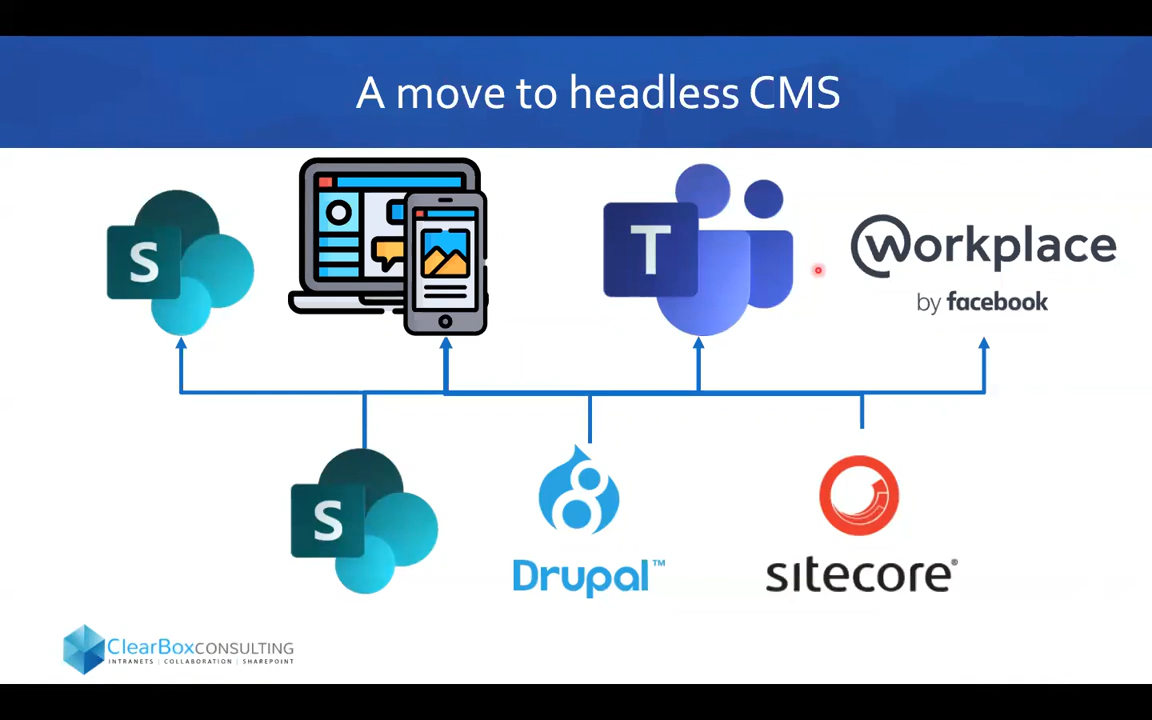 A move to headless CMS
S
T
workplace
by facebook
S
Drupal™
sitecore®
ClearBoxCONSULTING
INTRANETS | COLLABORATION | SHAREPOINT